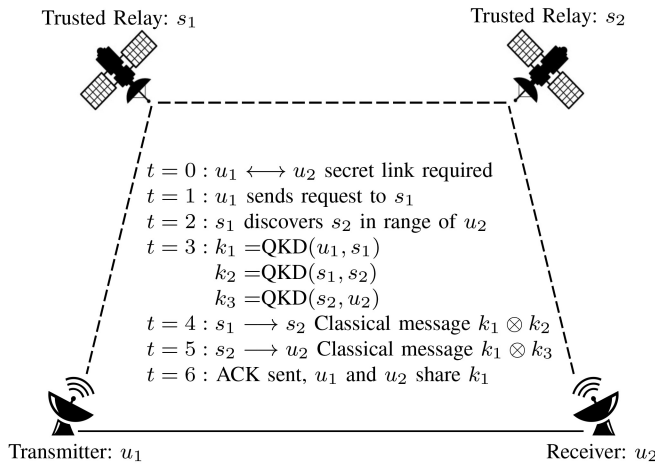 Trusted Relay: s₁
Trusted Relay: s₂
t = 0 : u₁ ⟷ u₂ secret link required
t = 1 : u₁ sends request to s₁
t = 2 : s₁ discovers s₂ in range of u₂
t = 3 : k₁ =QKD(u₁, s₁)
k₂ =QKD(s₁, s₂)
k₃ =QKD(s₂, u₂)
t = 4 : s₁ ⟶ s₂ Classical message k₁ ⊗ k₂
t = 5 : s₂ ⟶ u₂ Classical message k₁ ⊗ k₃
t = 6 : ACK sent, u₁ and u₂ share k₁
Transmitter: u₁
Receiver: u₂